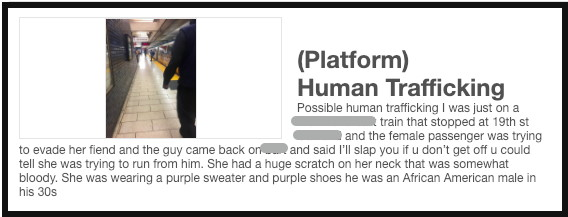 (Platform)
Human Trafficking
Possible human trafficking I was just on a
train that stopped at 19th st
and the female passenger was trying
to evade her fiend and the guy came back on and said I'll slap you if u don't get off u could
tell she was trying to run from him. She had a huge scratch on her neck that was somewhat
bloody. She was wearing a purple sweater and purple shoes he was an African American male in
his 30s